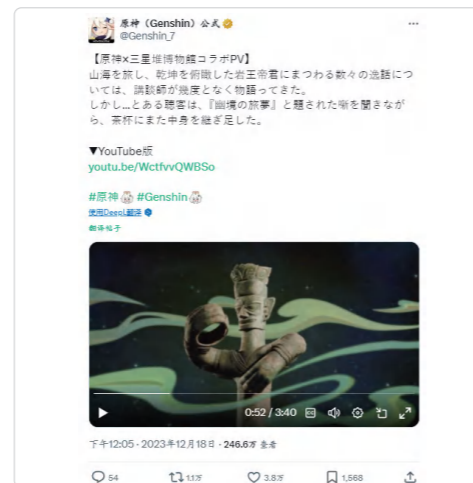 原神（Genshin）公式
@Genshin_7
【原神×三星堆博物館コラボPV】
山海を旅し、乾坤を俯瞰した岩王帝君にまつわる数々の逸話につ
いては、講談師が幾度となく物語ってきた。
しかし…とある聴客は、『幽境の旅夢』と題された噺を聞きなが
ら、茶杯にまた中身を継ぎ足した。
▼YouTube版
youtu.be/WctfvvQWBSo
#原神 #Genshin
使用DeepL翻译
翻译帖子
0:52 / 3:40
下午12:05 · 2023年12月18日 · 246.6万 查看
54 1.1万 3.8万 1,568